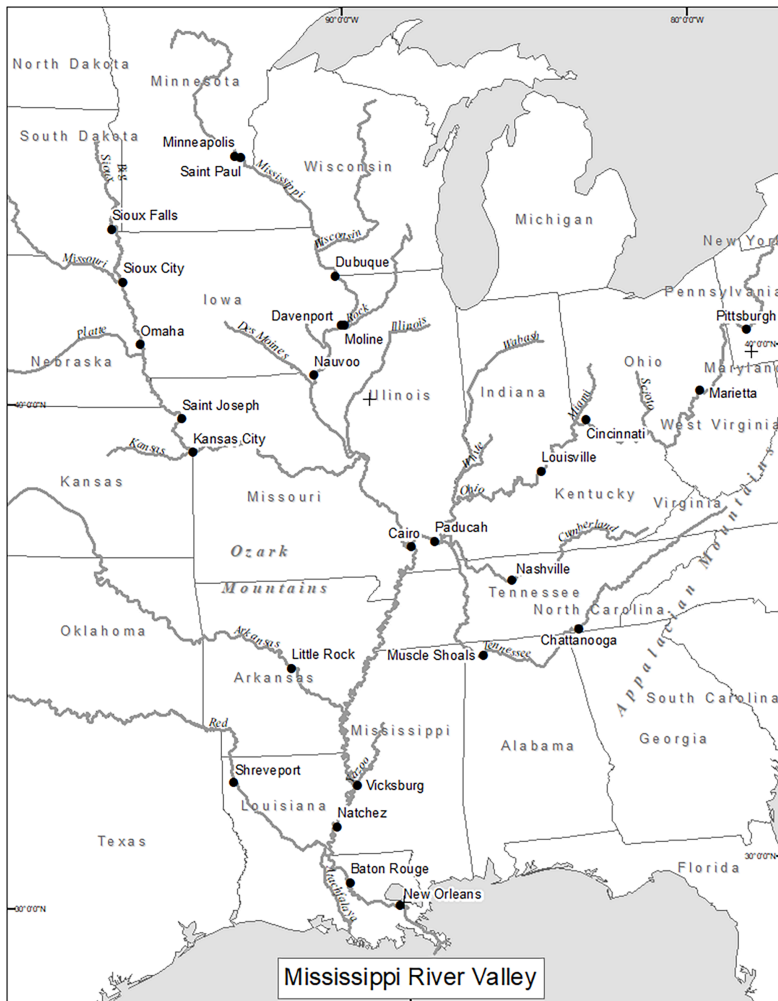 90°0'0"W
80°0'0"W
North Dakota
Minnesota
South Dakota
Minneapolis
Saint Paul
Mississippi
Wisconsin
Big
Sioux
Michigan
New York
Sioux Falls
Wisconsin
Missouri
Sioux City
Dubuque
Pennsylvania
Iowa
Davenport
Rock
Illinois
Pittsburgh
Platte
Omaha
Des Moines
Moline
Wabash
40°0'0"N
Nebraska
Nauvoo
Ohio
Maryland
Illinois
Indiana
Miami
Scioto
Marietta
40°0'0"N
Saint Joseph
Cincinnati
West Virginia
Kansas
Kansas City
White
Louisville
Kansas
Missouri
Ohio
Kentucky
Virginia
Cairo
Paducah
Cumberland
Ozark
Mountains
Nashville
Tennessee
North Carolina
Appalacian Mountains
Oklahoma
Arkansas
Chattanooga
Little Rock
Muscle Shoals
Tennessee
Arkansas
South Carolina
Red
Mississippi
Alabama
Georgia
Shreveport
Yazoo
Vicksburg
Louisiana
Natchez
Texas
30°0'0"N
Baton Rouge
Florida
Atachfalaya
New Orleans
Mississippi River Valley